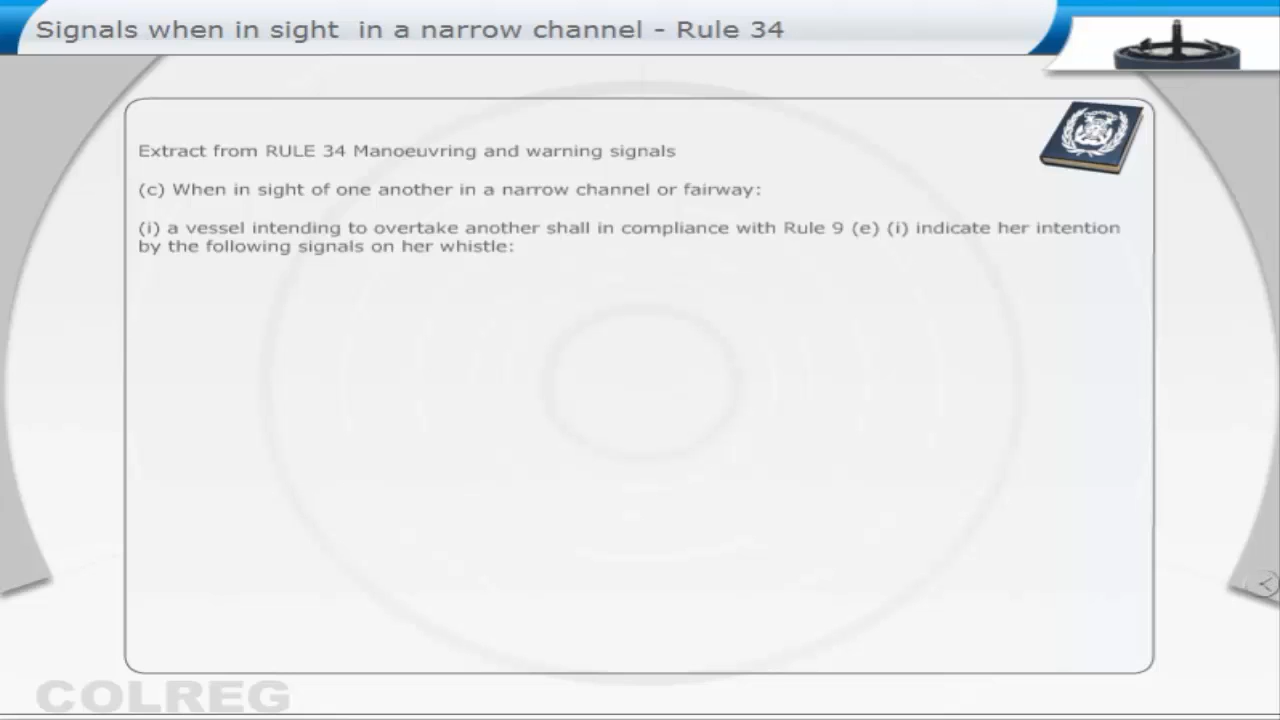 Signals when in sight in a narrow channel - Rule 34
Extract from RULE 34 Manoeuvring and warning signals
(c) When in sight of one another in a narrow channel or fairway:
(i) a vessel intending to overtake another shall in compliance with Rule 9 (e) (i) indicate her intention
by the following signals on her whistle:
COLREG